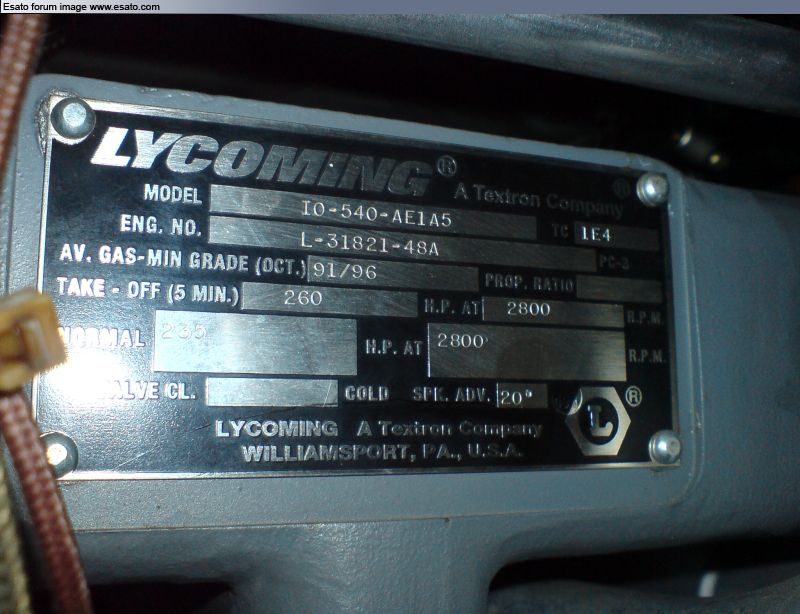 Esato forum image www.esato.com
LYCOMING® A Textron Company®
MODEL IO-540-AE1A5 TC 1E4
ENG. NO. L-31821-48A PC-3
AV. GAS-MIN GRADE (OCT.) 91/96 PROP. RATIO
TAKE - OFF (5 MIN.) 260 H.P. AT 2800 R.P.M.
NORMAL 235 H.P. AT 2800 R.P.M.
VALVE CL. COLD SPK. ADV. 20°
L ®
LYCOMING A Textron Company
WILLIAMSPORT, PA., U.S.A.